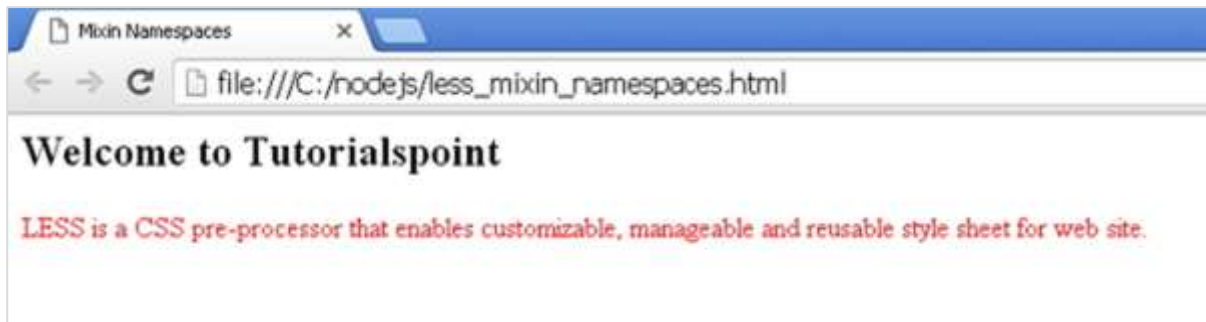 Mixin Namespaces
file:///C:/nodejs/less_mixin_namespaces.html
Welcome to Tutorialspoint
LESS is a CSS pre-processor that enables customizable, manageable and reusable style sheet for web site.